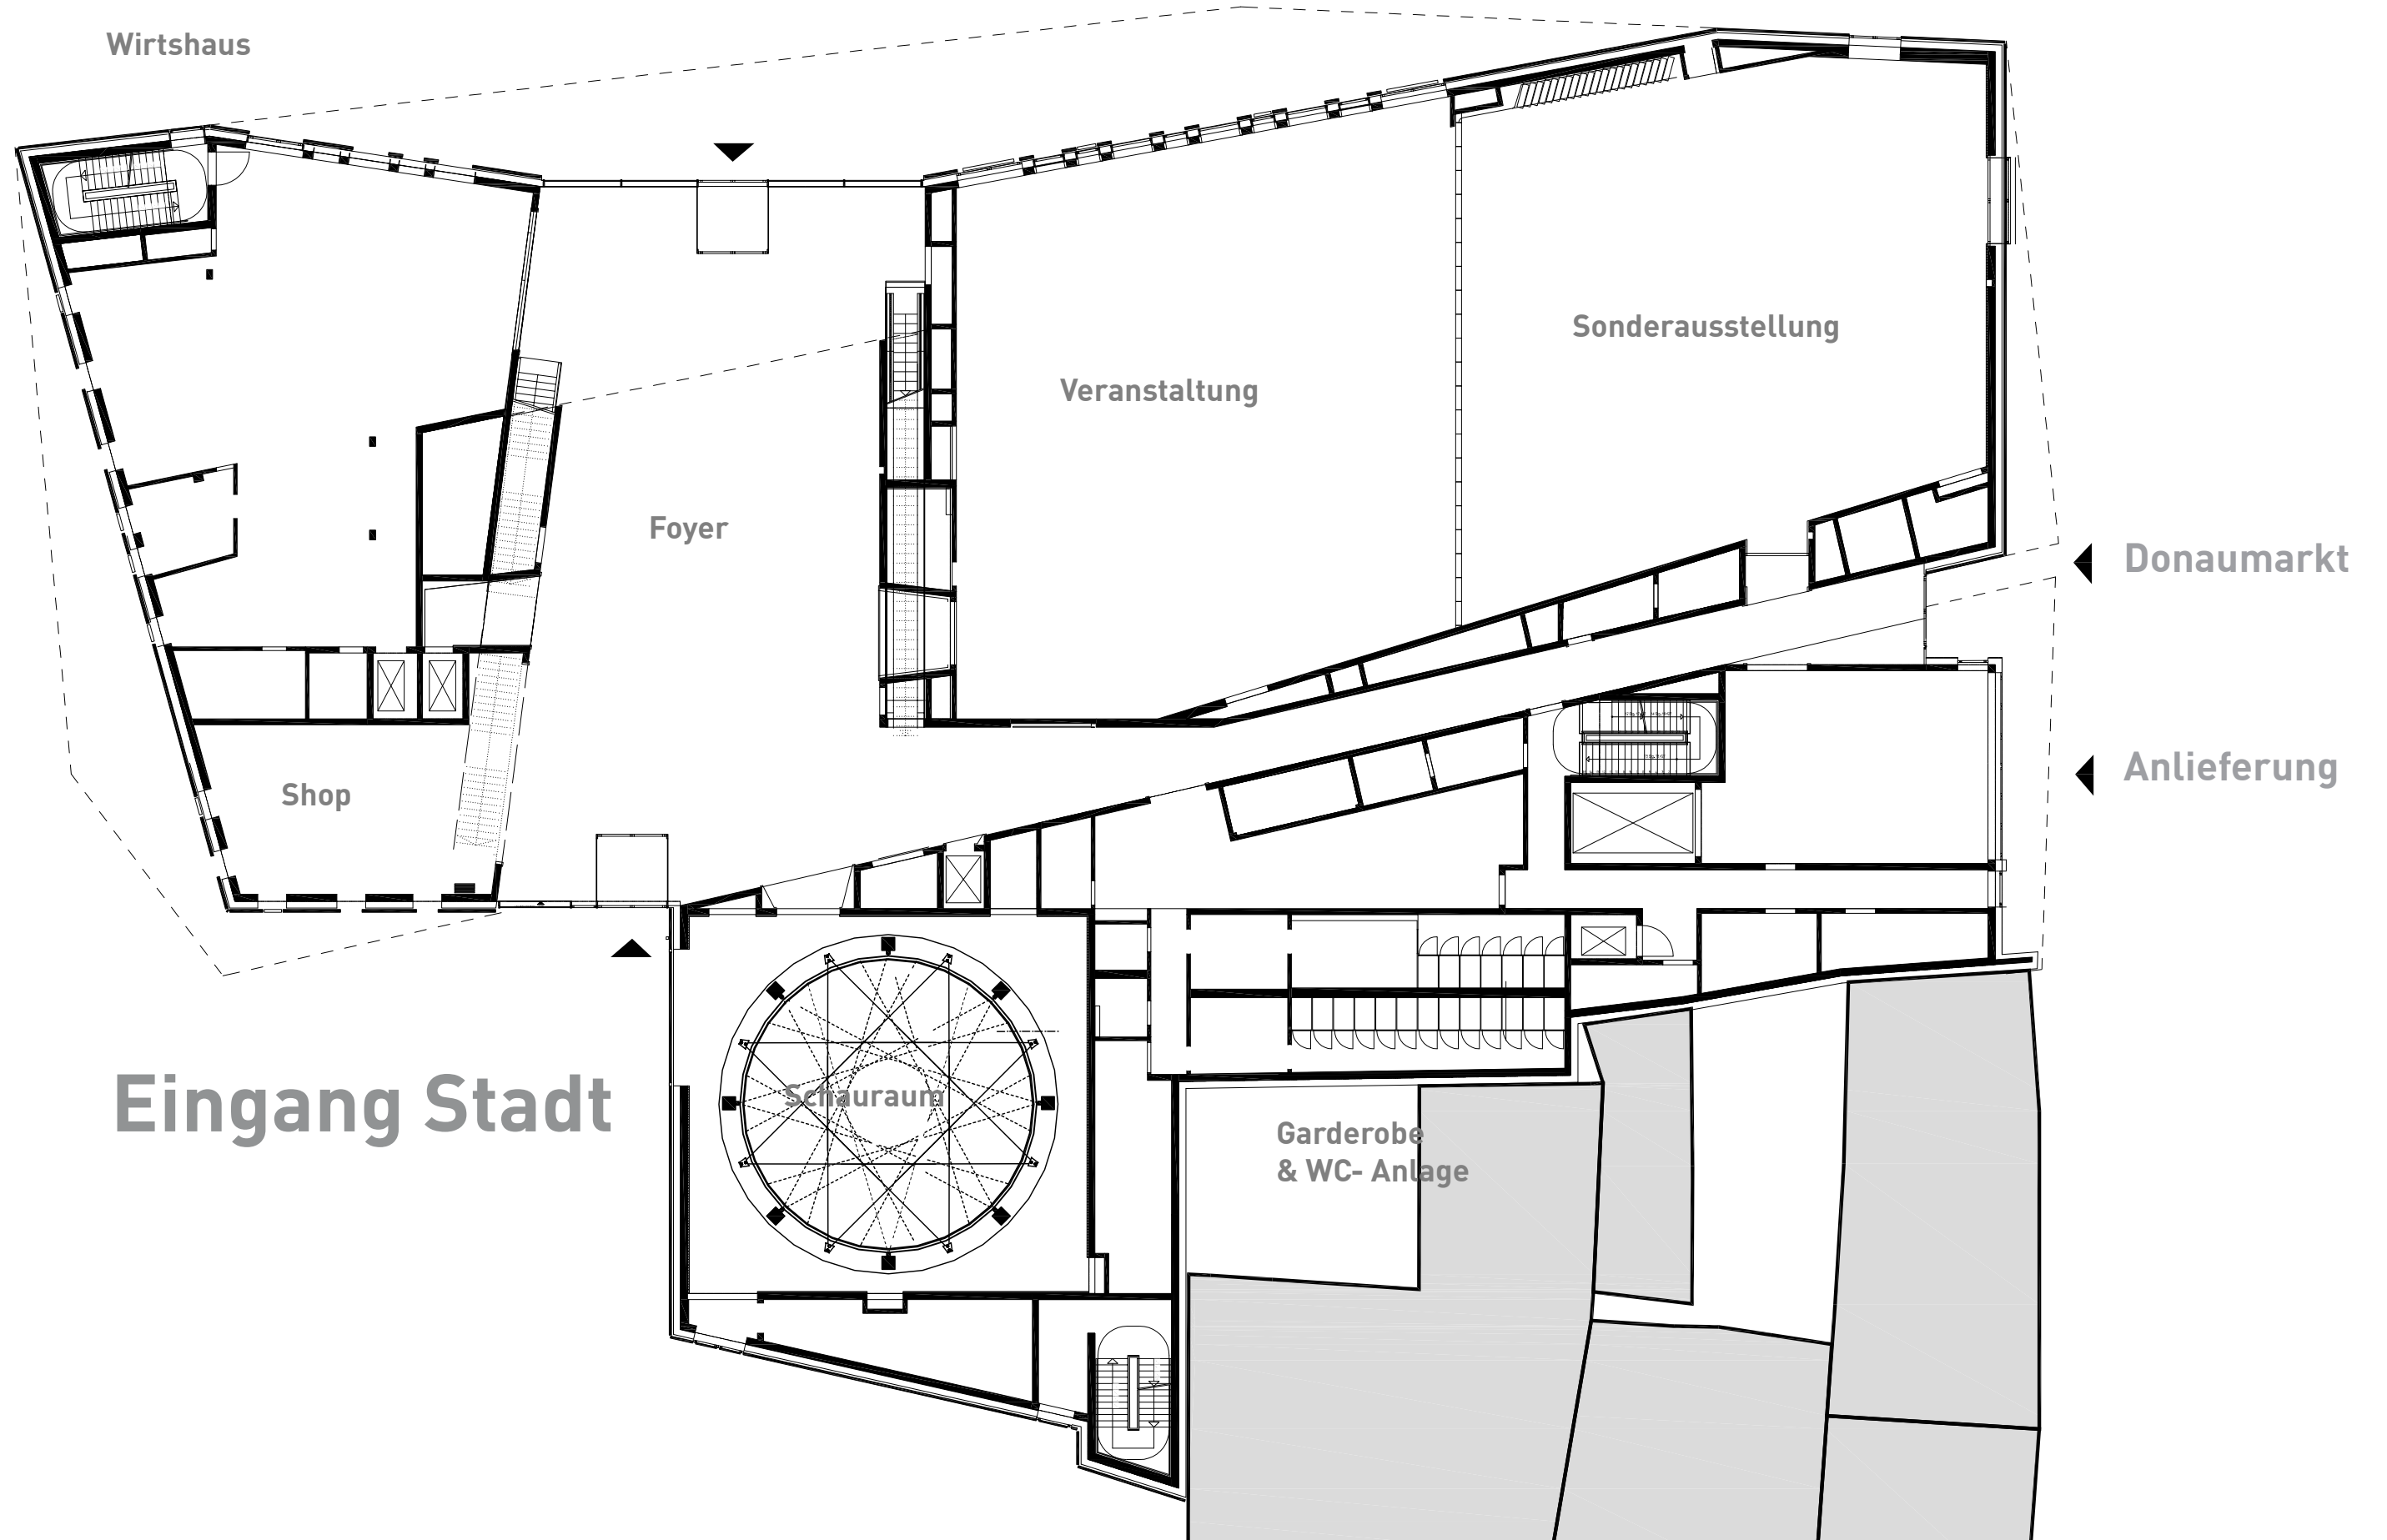 Wirtshaus
Sonderausstellung
Veranstaltung
Foyer
Donaumarkt
Anlieferung
Shop
Schauraum
Eingang Stadt
Garderobe
& WC- Anlage